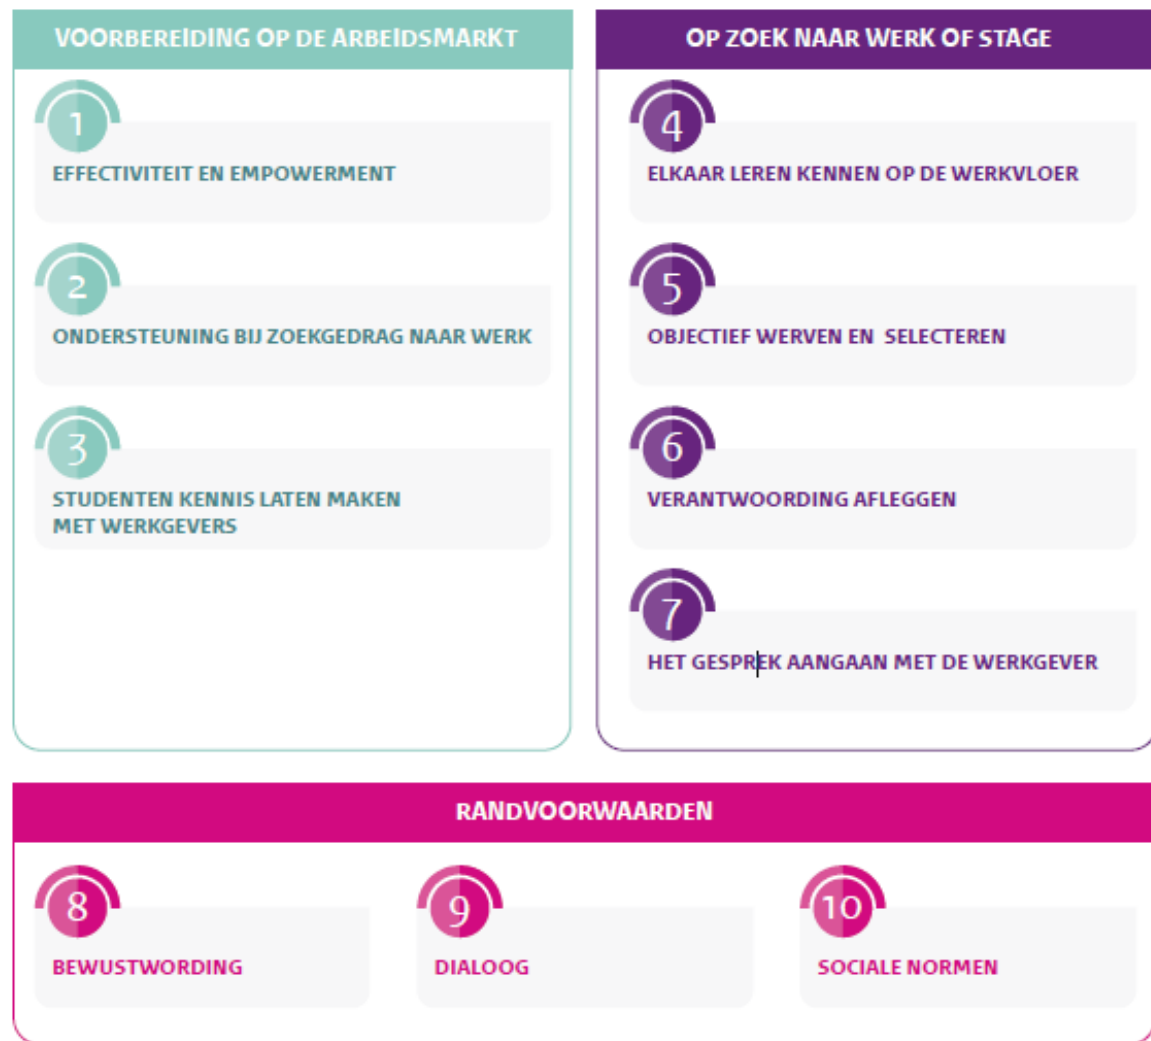 VOORBEREIDING OP DE ARBEIDSMARKT
1
EFFECTIVITEIT EN EMPOWERMENT
2
ONDERSTEUNING BIJ ZOEKGEDRAG NAAR WERK
3
STUDENTEN KENNIS LATEN MAKEN
MET WERKGEVERS
OP ZOEK NAAR WERK OF STAGE
4
ELKAAR LEREN KENNEN OP DE WERKVLOER
5
OBJECTIEF WERVEN EN SELECTEREN
6
VERANTWOORDING AFLEGGEN
7
HET GESPREK AANGAAN MET DE WERKGEVER
RANDVOORWAARDEN
8
BEWUSTWORDING
9
DIALOOG
10
SOCIALE NORMEN